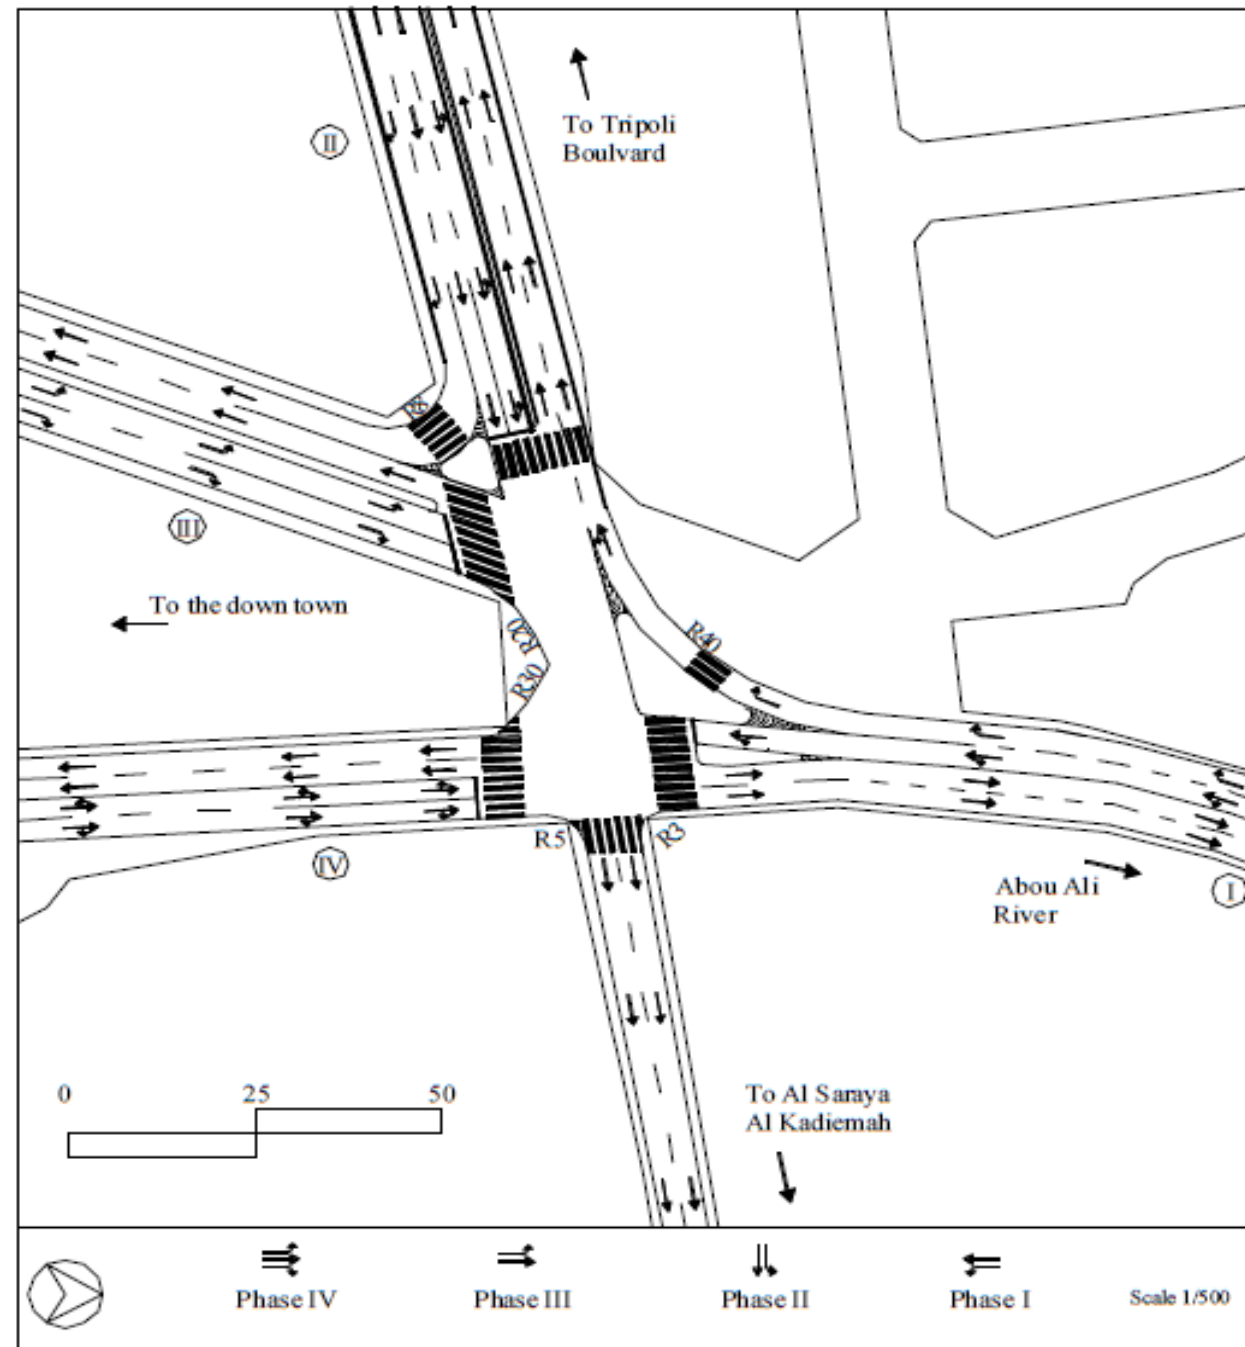 To Tripoli
Boulvard
II
R6
III
To the down town
R20
R30
R40
R5
R3
IV
Abou Ali
River
I
0 25 50
To Al Saraya
Al Kadiemah
Phase IV Phase III Phase II Phase I Scale 1/500